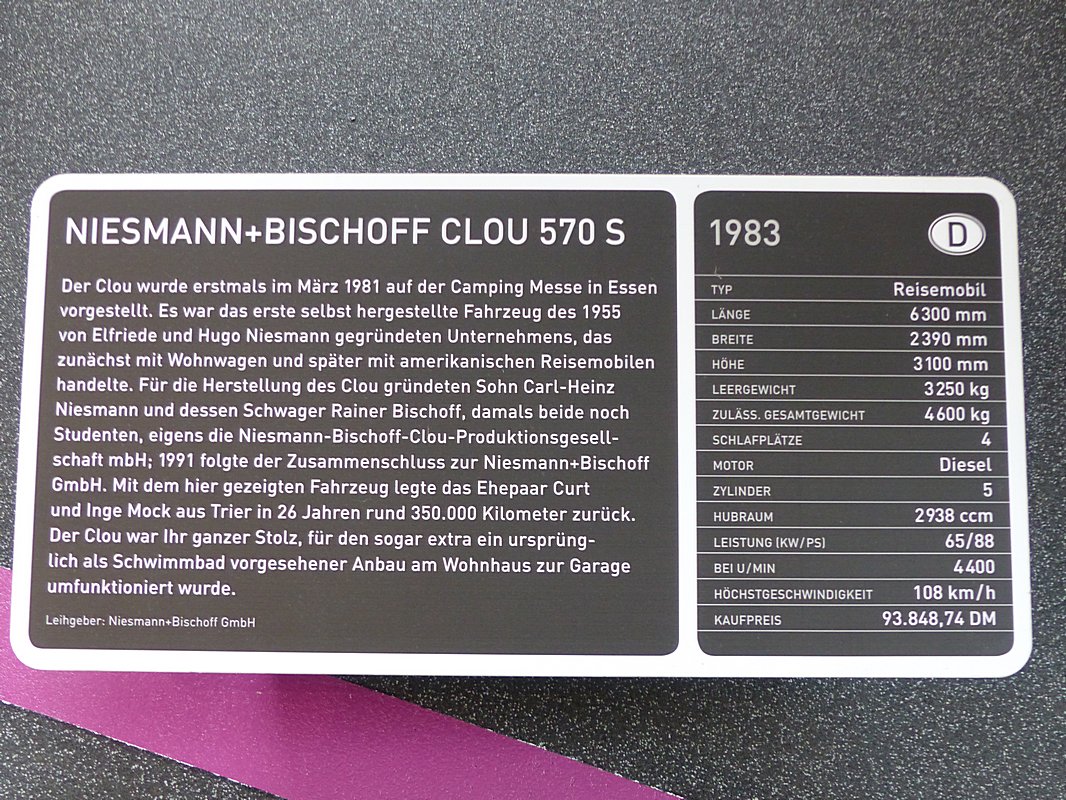 NIESMANN+BISCHOFF CLOU 570 S
Der Clou wurde erstmals im März 1981 auf der Camping Messe in Essen
vorgestellt. Es war das erste selbst hergestellte Fahrzeug des 1955
von Elfriede und Hugo Niesmann gegründeten Unternehmens, das
zunächst mit Wohnwagen und später mit amerikanischen Reisemobilen
handelte. Für die Herstellung des Clou gründeten Sohn Carl-Heinz
Niesmann und dessen Schwager Rainer Bischoff, damals beide noch
Studenten, eigens die Niesmann-Bischoff-Clou-Produktionsgesell-
schaft mbH; 1991 folgte der Zusammenschluss zur Niesmann+Bischoff
GmbH. Mit dem hier gezeigten Fahrzeug legte das Ehepaar Curt
und Inge Mock aus Trier in 26 Jahren rund 350.000 Kilometer zurück.
Der Clou war Ihr ganzer Stolz, für den sogar extra ein ursprüng-
lich als Schwimmbad vorgesehener Anbau am Wohnhaus zur Garage
umfunktioniert wurde.
Leihgeber: Niesmann+Bischoff GmbH
1983 D
TYP Reisemobil
LÄNGE 6300 mm
BREITE 2390 mm
HÖHE 3100 mm
LEERGEWICHT 3250 kg
ZULÄSS. GESAMTGEWICHT 4600 kg
SCHLAFPLÄTZE 4
MOTOR Diesel
ZYLINDER 5
HUBRAUM 2938 ccm
LEISTUNG (KW/PS) 65/88
BEI U/MIN 4400
HÖCHSTGESCHWINDIGKEIT 108 km/h
KAUFPREIS 93.848,74 DM